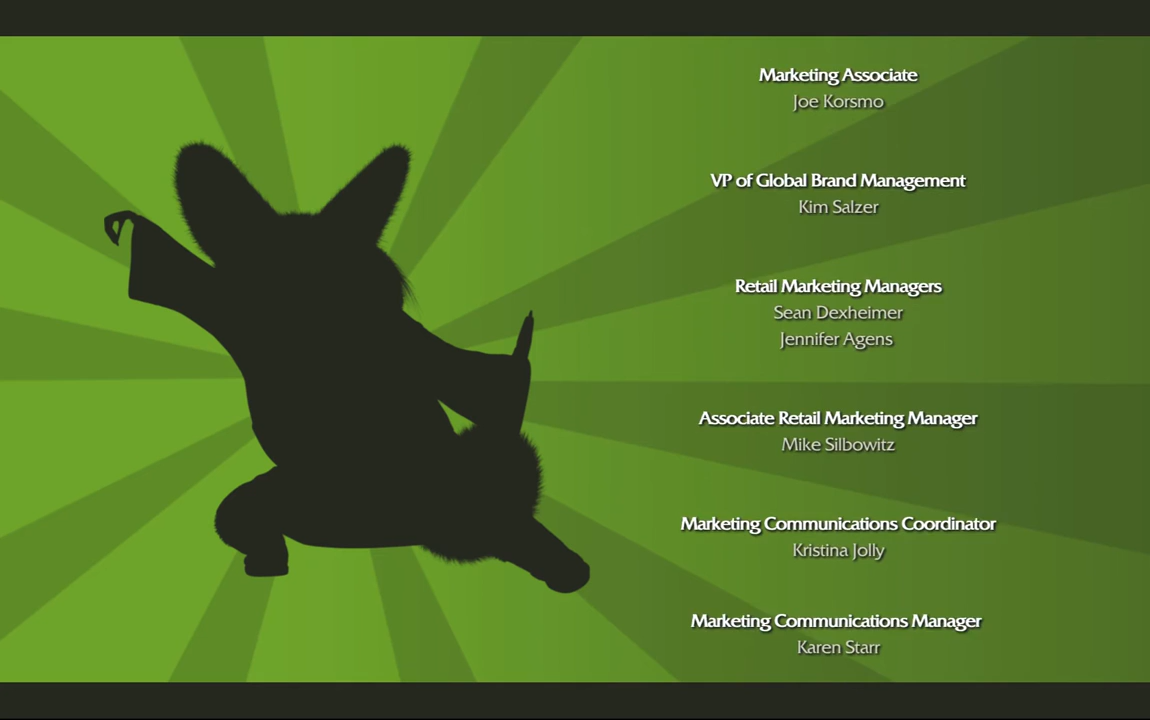 Marketing Associate
Joe Korsmo
VP of Global Brand Management
Kim Salzer
Retail Marketing Managers
Sean Dexheimer
Jennifer Agens
Associate Retail Marketing Manager
Mike Silbowitz
Marketing Communications Coordinator
Kristina Jolly
Marketing Communications Manager
Karen Starr